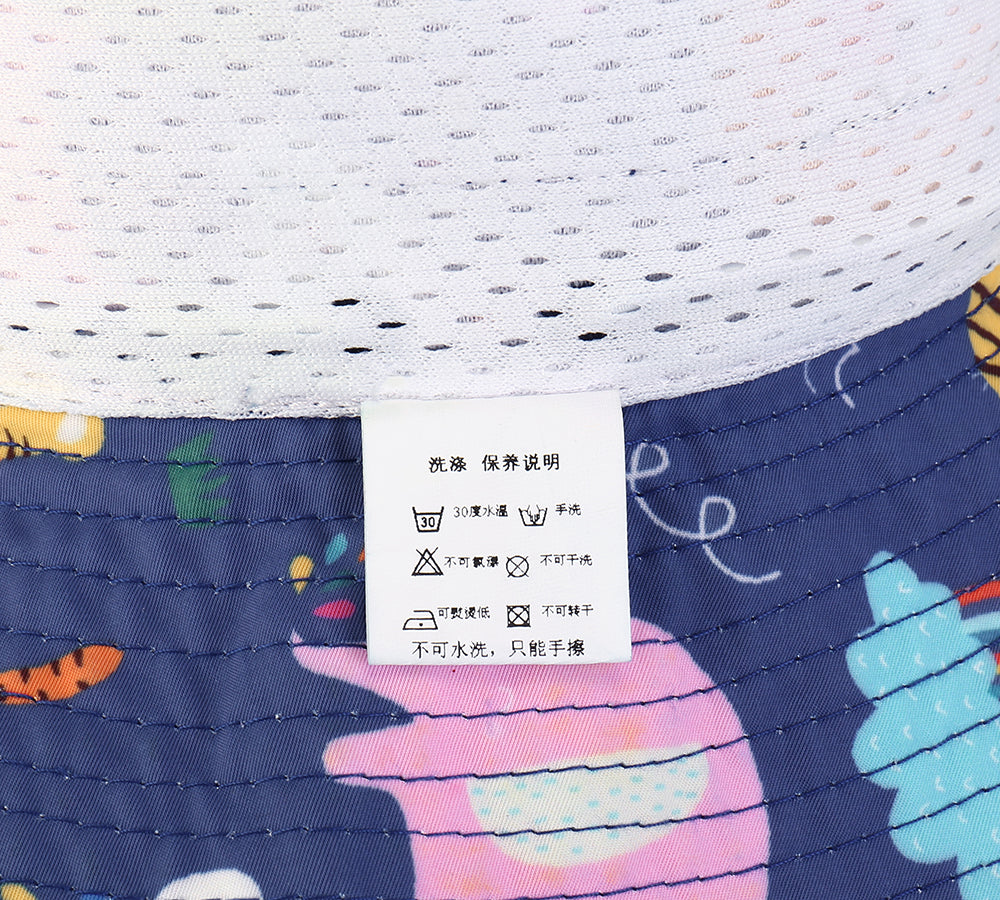 洗涤 保养说明
30 30度水温 手洗
不可氯漂 不可干洗
可熨烫低 不可转干
不可水洗，只能手擦